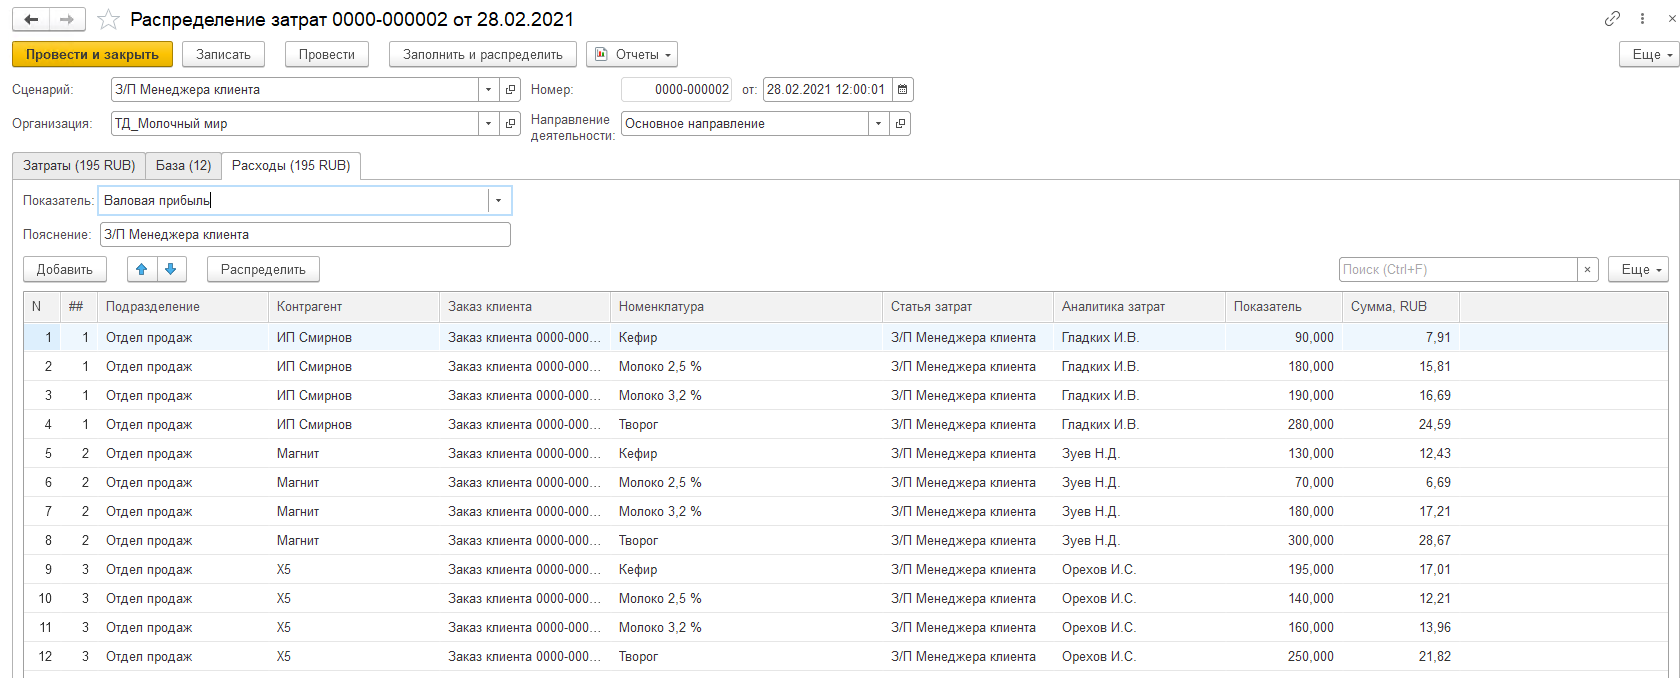 Распределение затрат 0000-000002 от 28.02.2021
Провести и закрыть Записать Провести Заполнить и распределить Отчеты Еще
Сценарий: З/П Менеджера клиента Номер: 0000-000002 от: 28.02.2021 12:00:01
Организация: ТД_Молочный мир Направление деятельности: Основное направление
Затраты (195 RUB) База (12) Расходы (195 RUB)
Показатель: Валовая прибыль
Пояснение: З/П Менеджера клиента
Добавить Распределить Поиск (Ctrl+F) × Еще
N ## Подразделение Контрагент Заказ клиента Номенклатура Статья затрат Аналитика затрат Показатель Сумма, RUB
1 1 Отдел продаж ИП Смирнов Заказ клиента 0000-000... Кефир З/П Менеджера клиента Гладких И.В. 90,000 7,91
2 1 Отдел продаж ИП Смирнов Заказ клиента 0000-000... Молоко 2,5 % З/П Менеджера клиента Гладких И.В. 180,000 15,81
3 1 Отдел продаж ИП Смирнов Заказ клиента 0000-000... Молоко 3,2 % З/П Менеджера клиента Гладких И.В. 190,000 16,69
4 1 Отдел продаж ИП Смирнов Заказ клиента 0000-000... Творог З/П Менеджера клиента Гладких И.В. 280,000 24,59
5 2 Отдел продаж Магнит Заказ клиента 0000-000... Кефир З/П Менеджера клиента Зуев Н.Д. 130,000 12,43
6 2 Отдел продаж Магнит Заказ клиента 0000-000... Молоко 2,5 % З/П Менеджера клиента Зуев Н.Д. 70,000 6,69
7 2 Отдел продаж Магнит Заказ клиента 0000-000... Молоко 3,2 % З/П Менеджера клиента Зуев Н.Д. 180,000 17,21
8 2 Отдел продаж Магнит Заказ клиента 0000-000... Творог З/П Менеджера клиента Зуев Н.Д. 300,000 28,67
9 3 Отдел продаж X5 Заказ клиента 0000-000... Кефир З/П Менеджера клиента Орехов И.С. 195,000 17,01
10 3 Отдел продаж X5 Заказ клиента 0000-000... Молоко 2,5 % З/П Менеджера клиента Орехов И.С. 140,000 12,21
11 3 Отдел продаж X5 Заказ клиента 0000-000... Молоко 3,2 % З/П Менеджера клиента Орехов И.С. 160,000 13,96
12 3 Отдел продаж X5 Заказ клиента 0000-000... Творог З/П Менеджера клиента Орехов И.С. 250,000 21,82